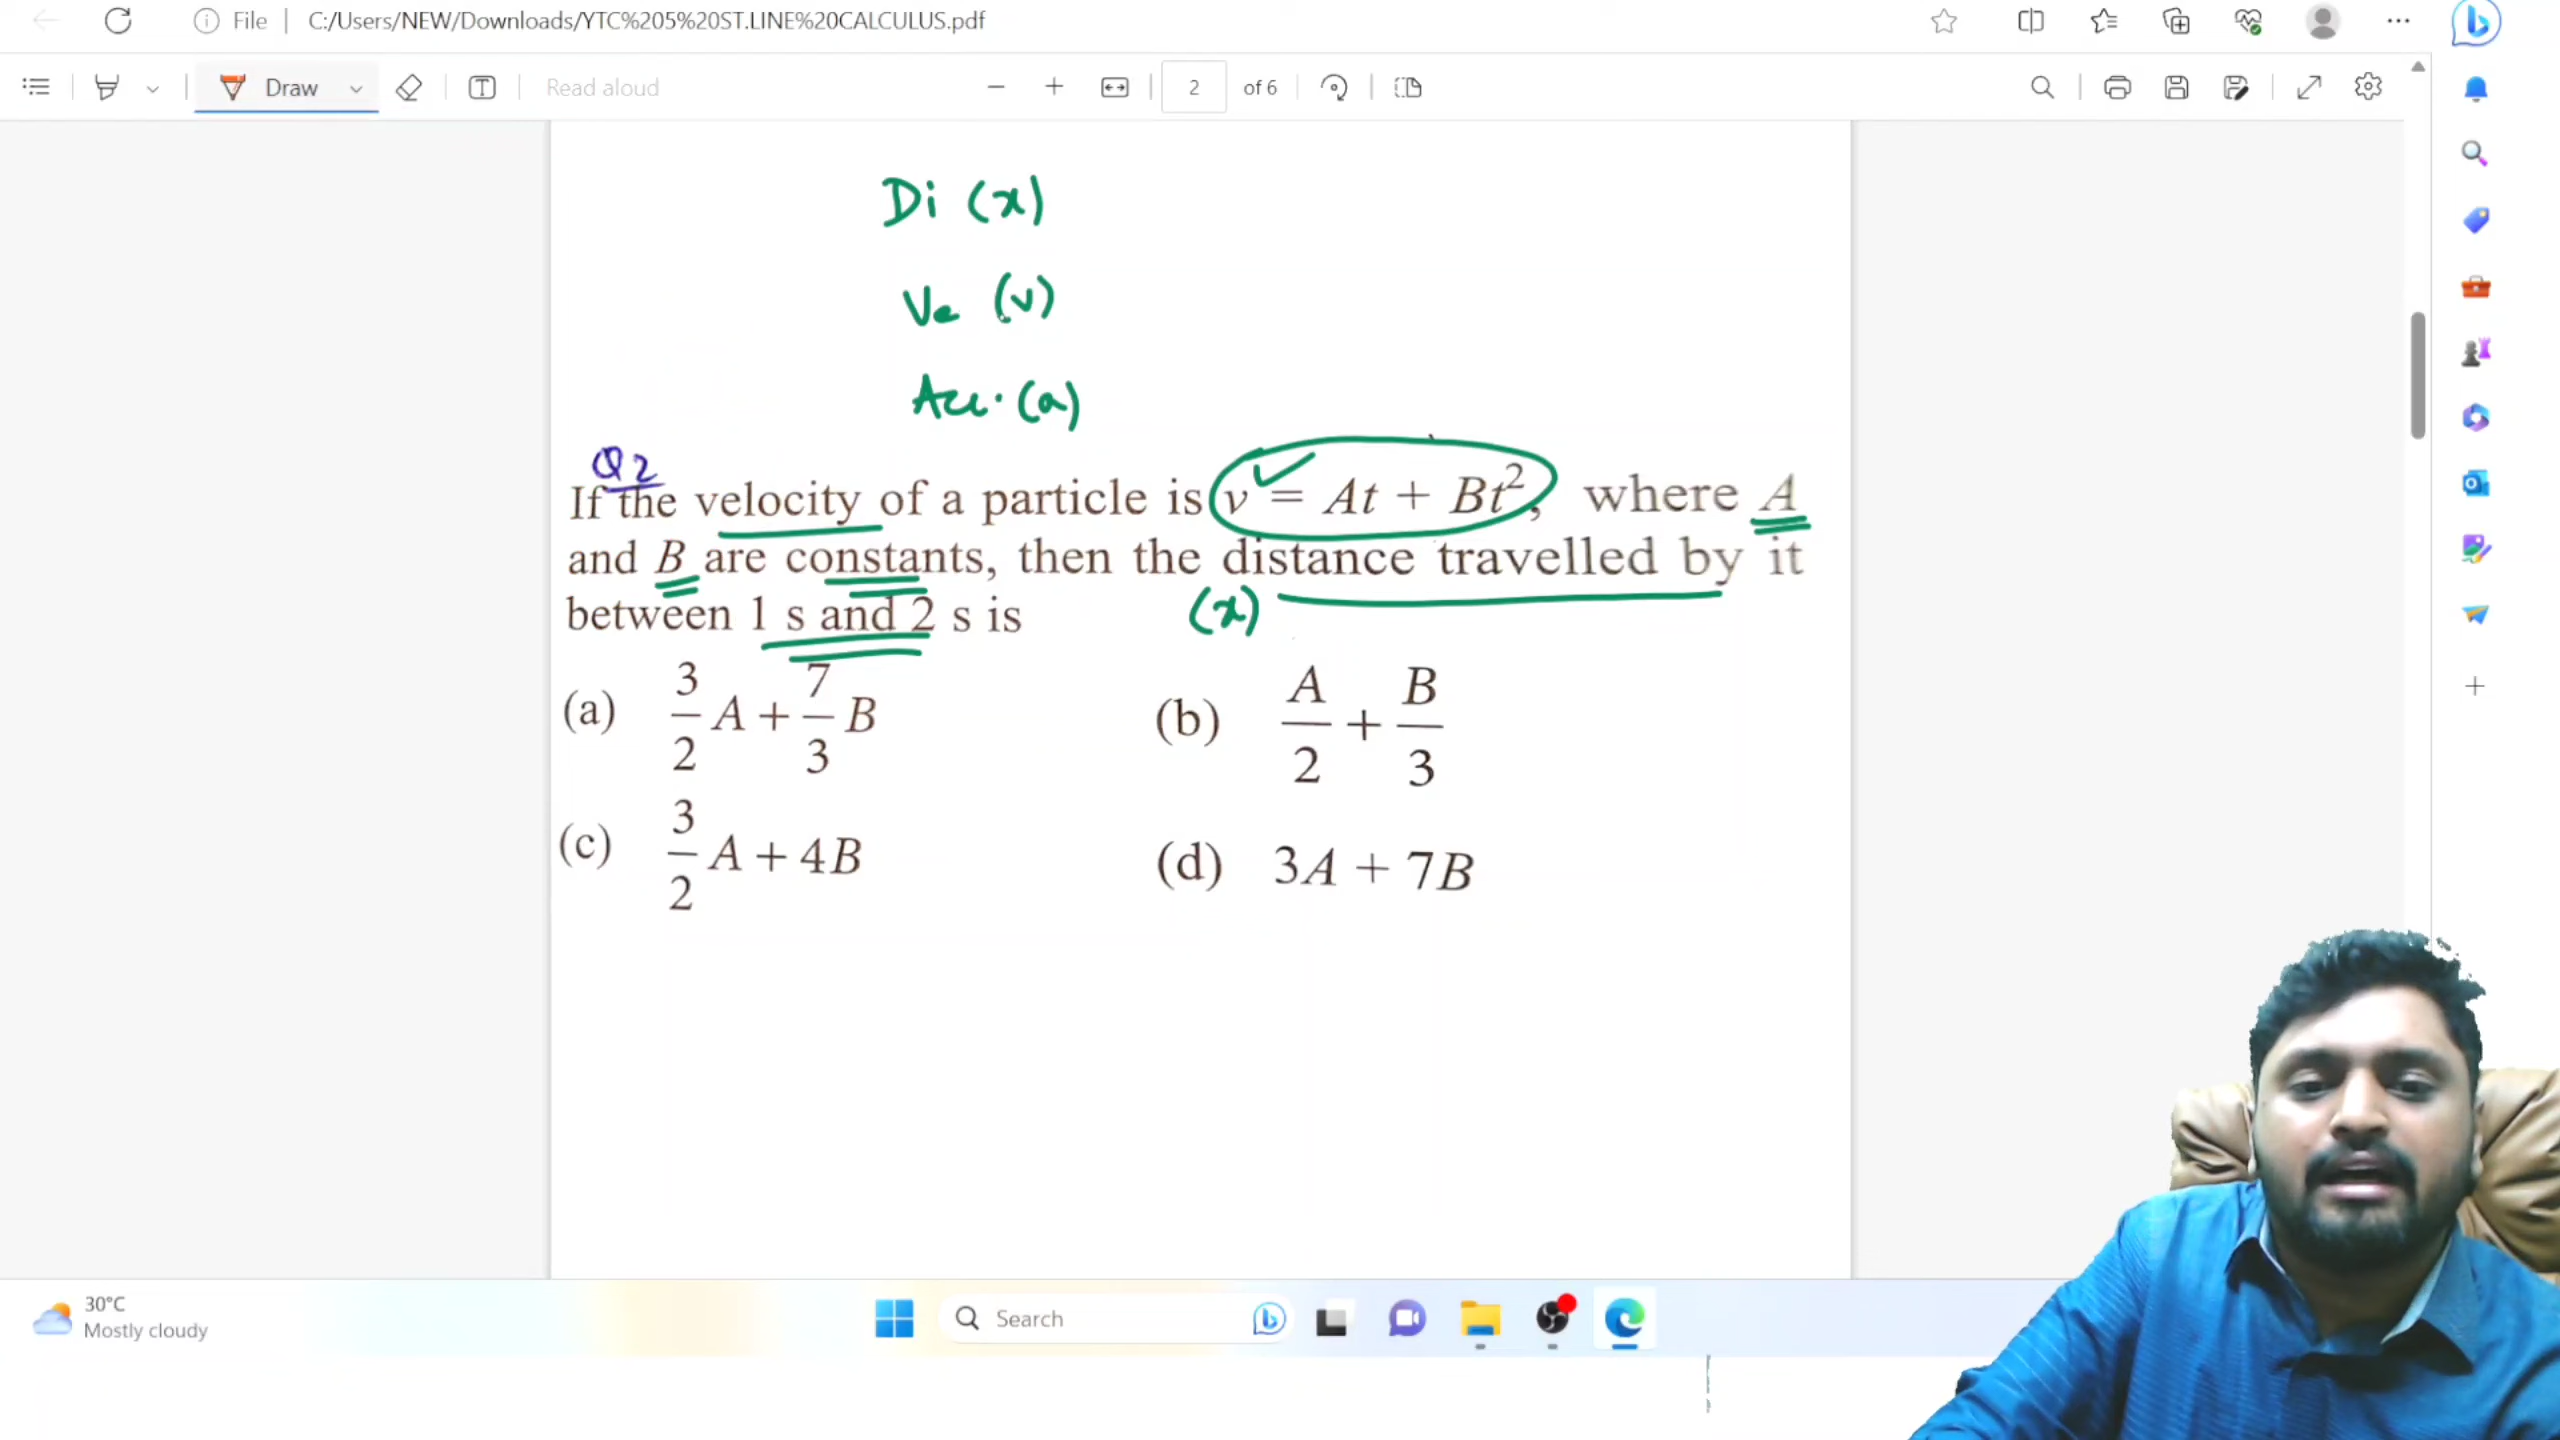 File | C:/Users/NEW/Downloads/YTC%205%20ST.LINE%20CALCULUS.pdf
Draw
Read aloud
2 of 6
Di (x)
Ve (v)
Acc. (a)
Q2
If the velocity of a particle is v = At + Bt², where A
and B are constants, then the distance travelled by it
between 1 s and 2 s is
(x)
(a) 3/2 A + 7/3 B
(b) A/2 + B/3
(c) 3/2 A + 4B
(d) 3A + 7B
30°C
Mostly cloudy
Search